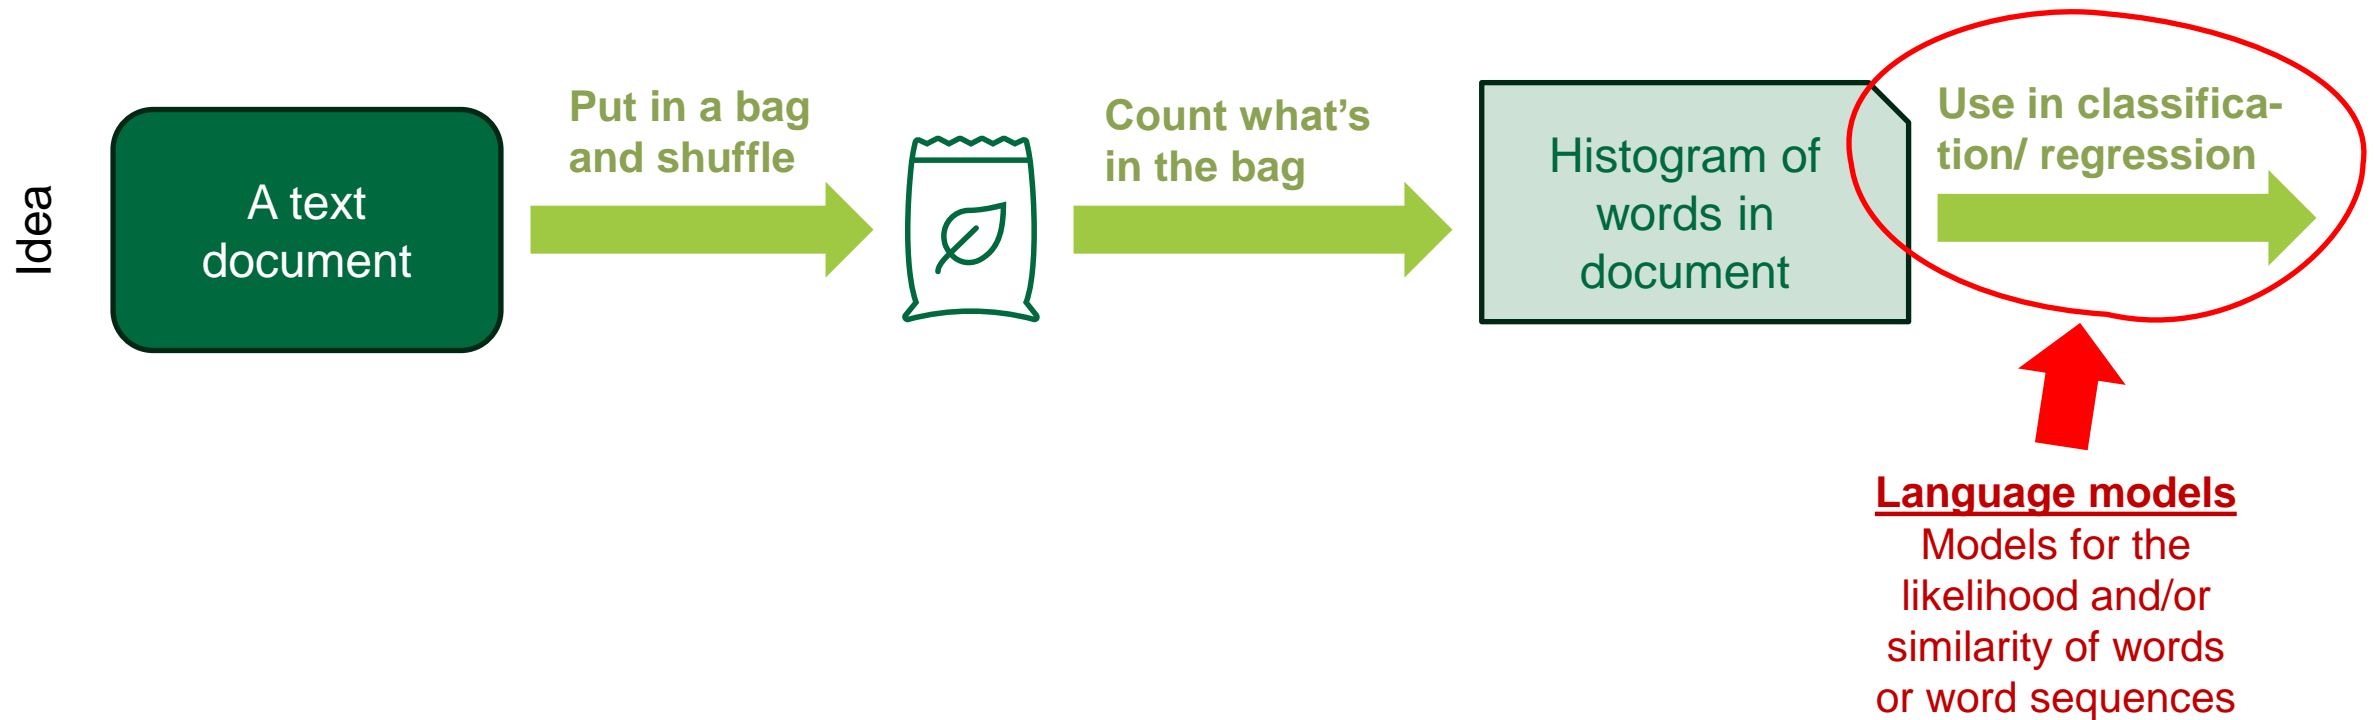 Idea
A text
document
Put in a bag
and shuffle
Count what’s
in the bag
Histogram of
words in
document
Use in classifica-
tion/ regression
Language models
Models for the
likelihood and/or
similarity of words
or word sequences